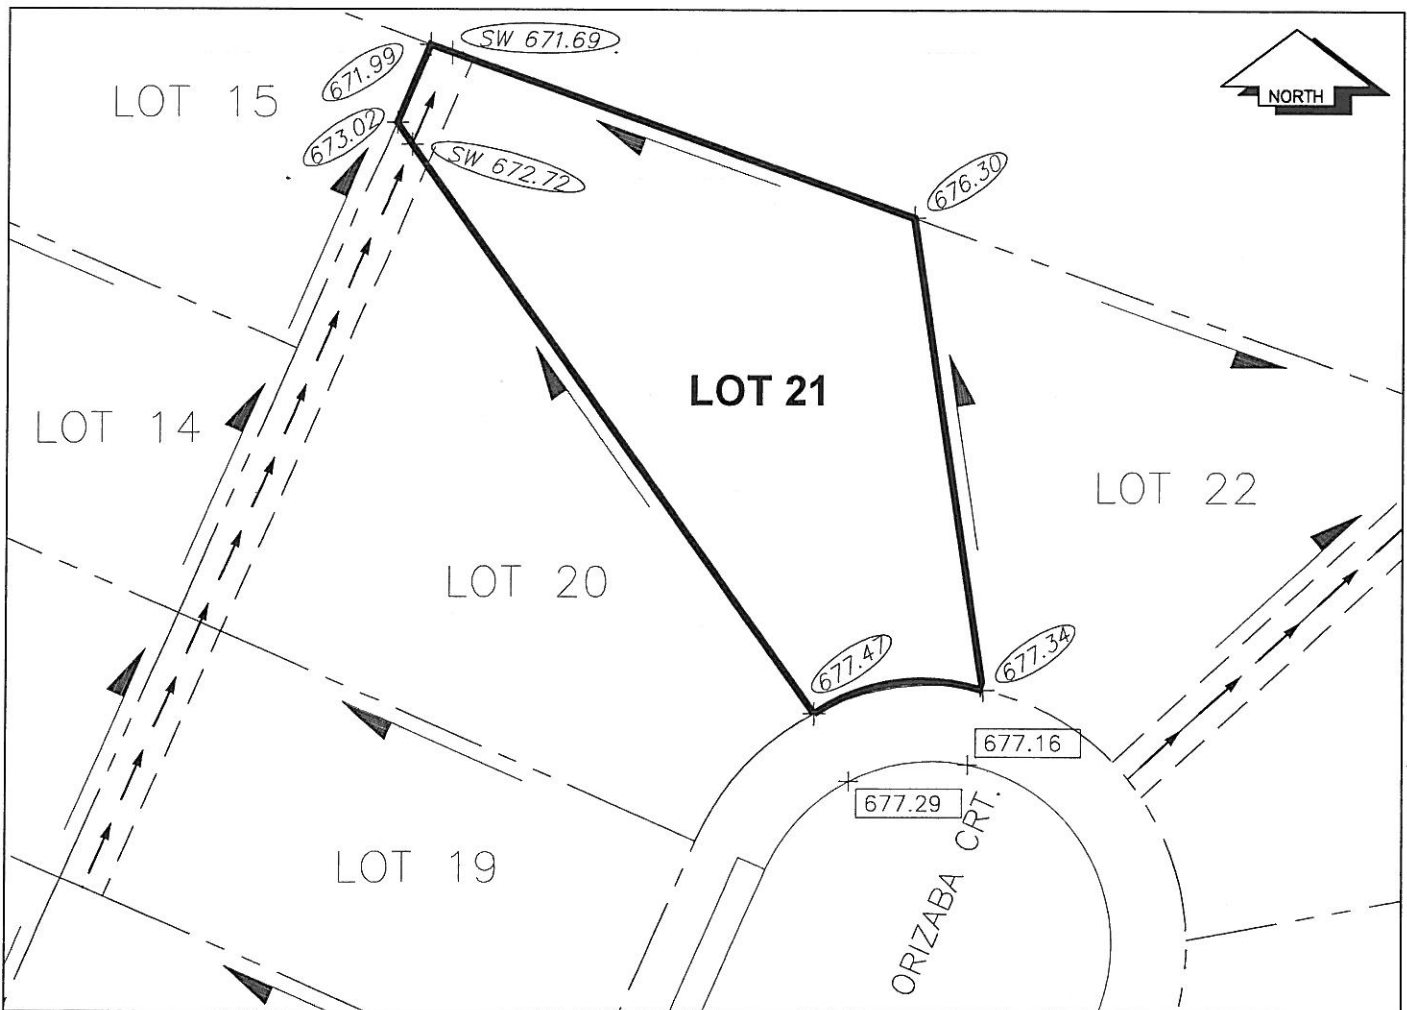 SW 671.69
671.99
LOT 15
NORTH
673.02
SW 672.72
676.30
LOT 21
LOT 14
LOT 22
LOT 20
677.47
677.34
677.16
677.29
LOT 19
ORIZABA CRT.